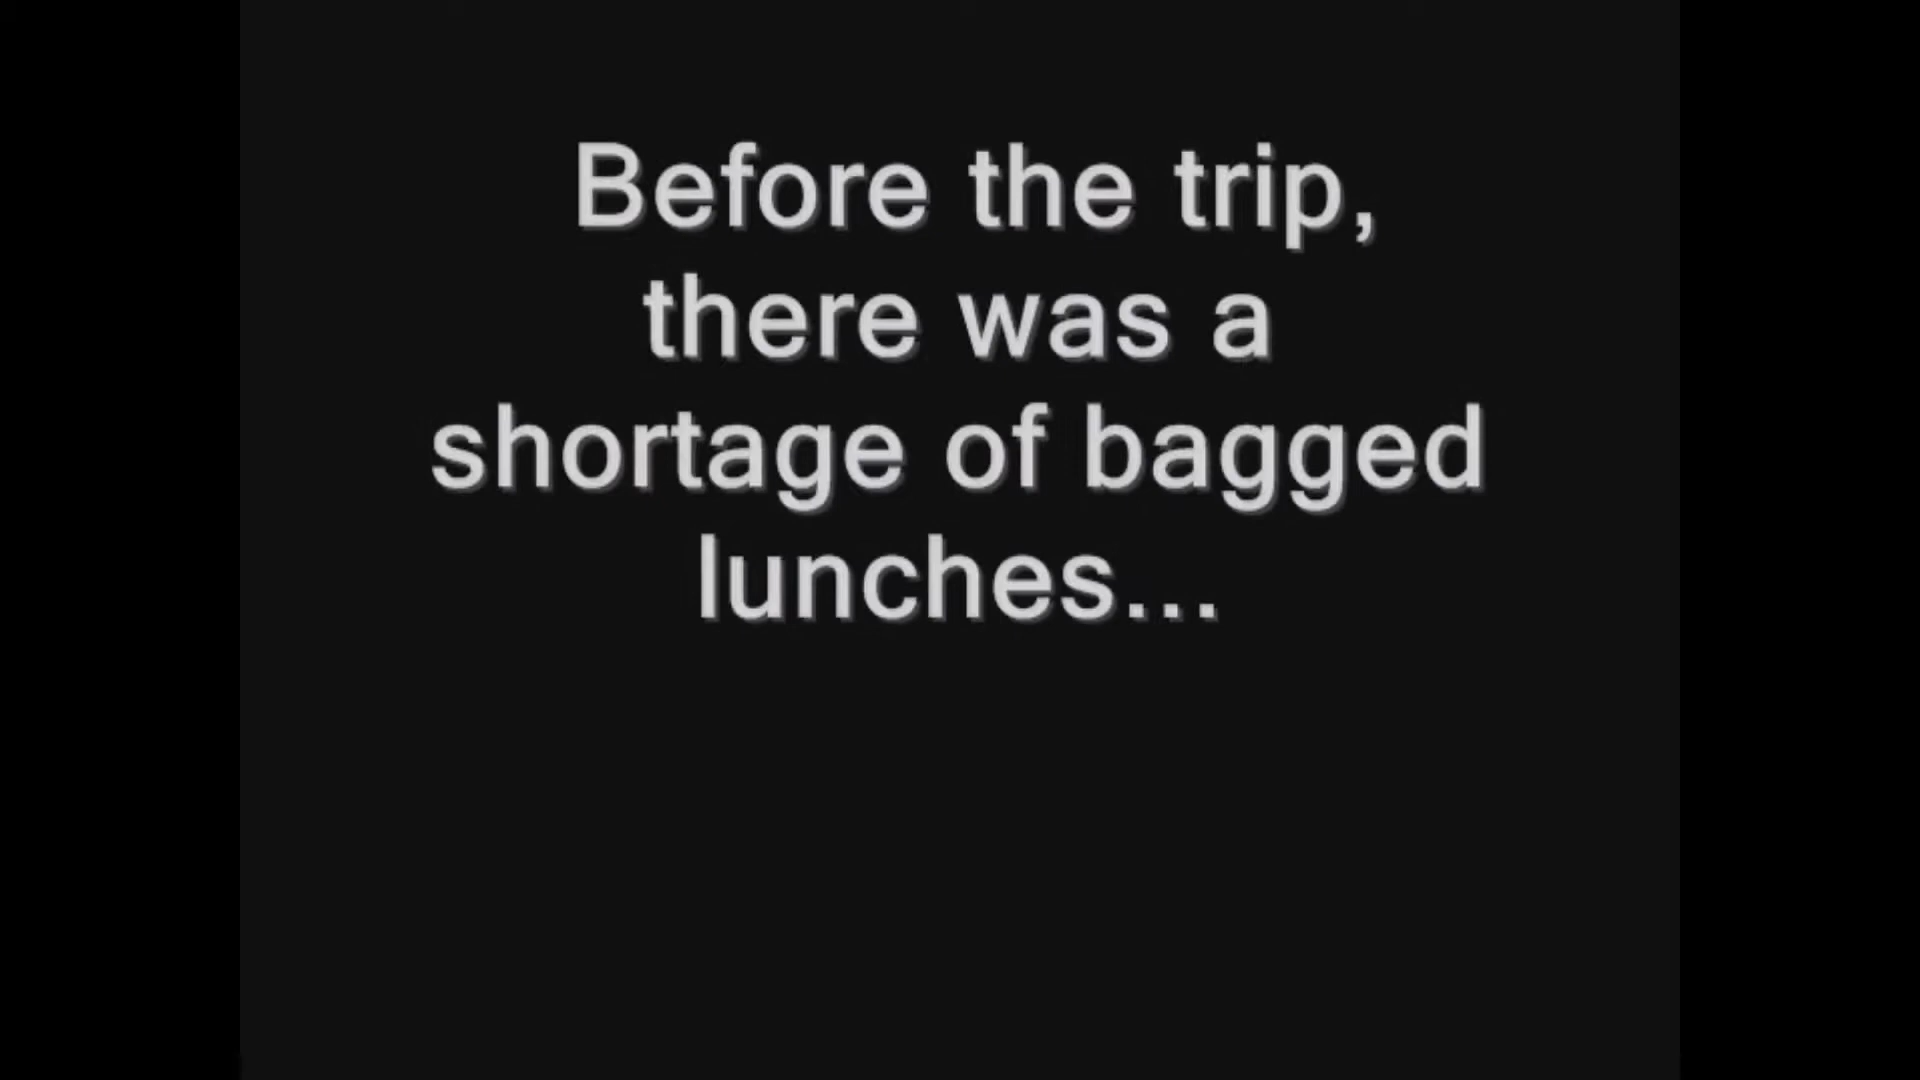 Before the trip,
there was a
shortage of bagged
lunches...